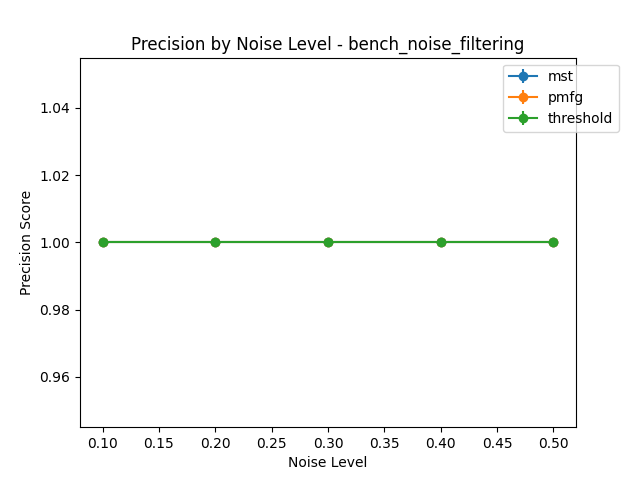 Precision by Noise Level - bench_noise_filtering
mst
pmfg
threshold
1.04
1.02
1.00
0.98
0.96
Precision Score
0.10 0.15 0.20 0.25 0.30 0.35 0.40 0.45 0.50
Noise Level